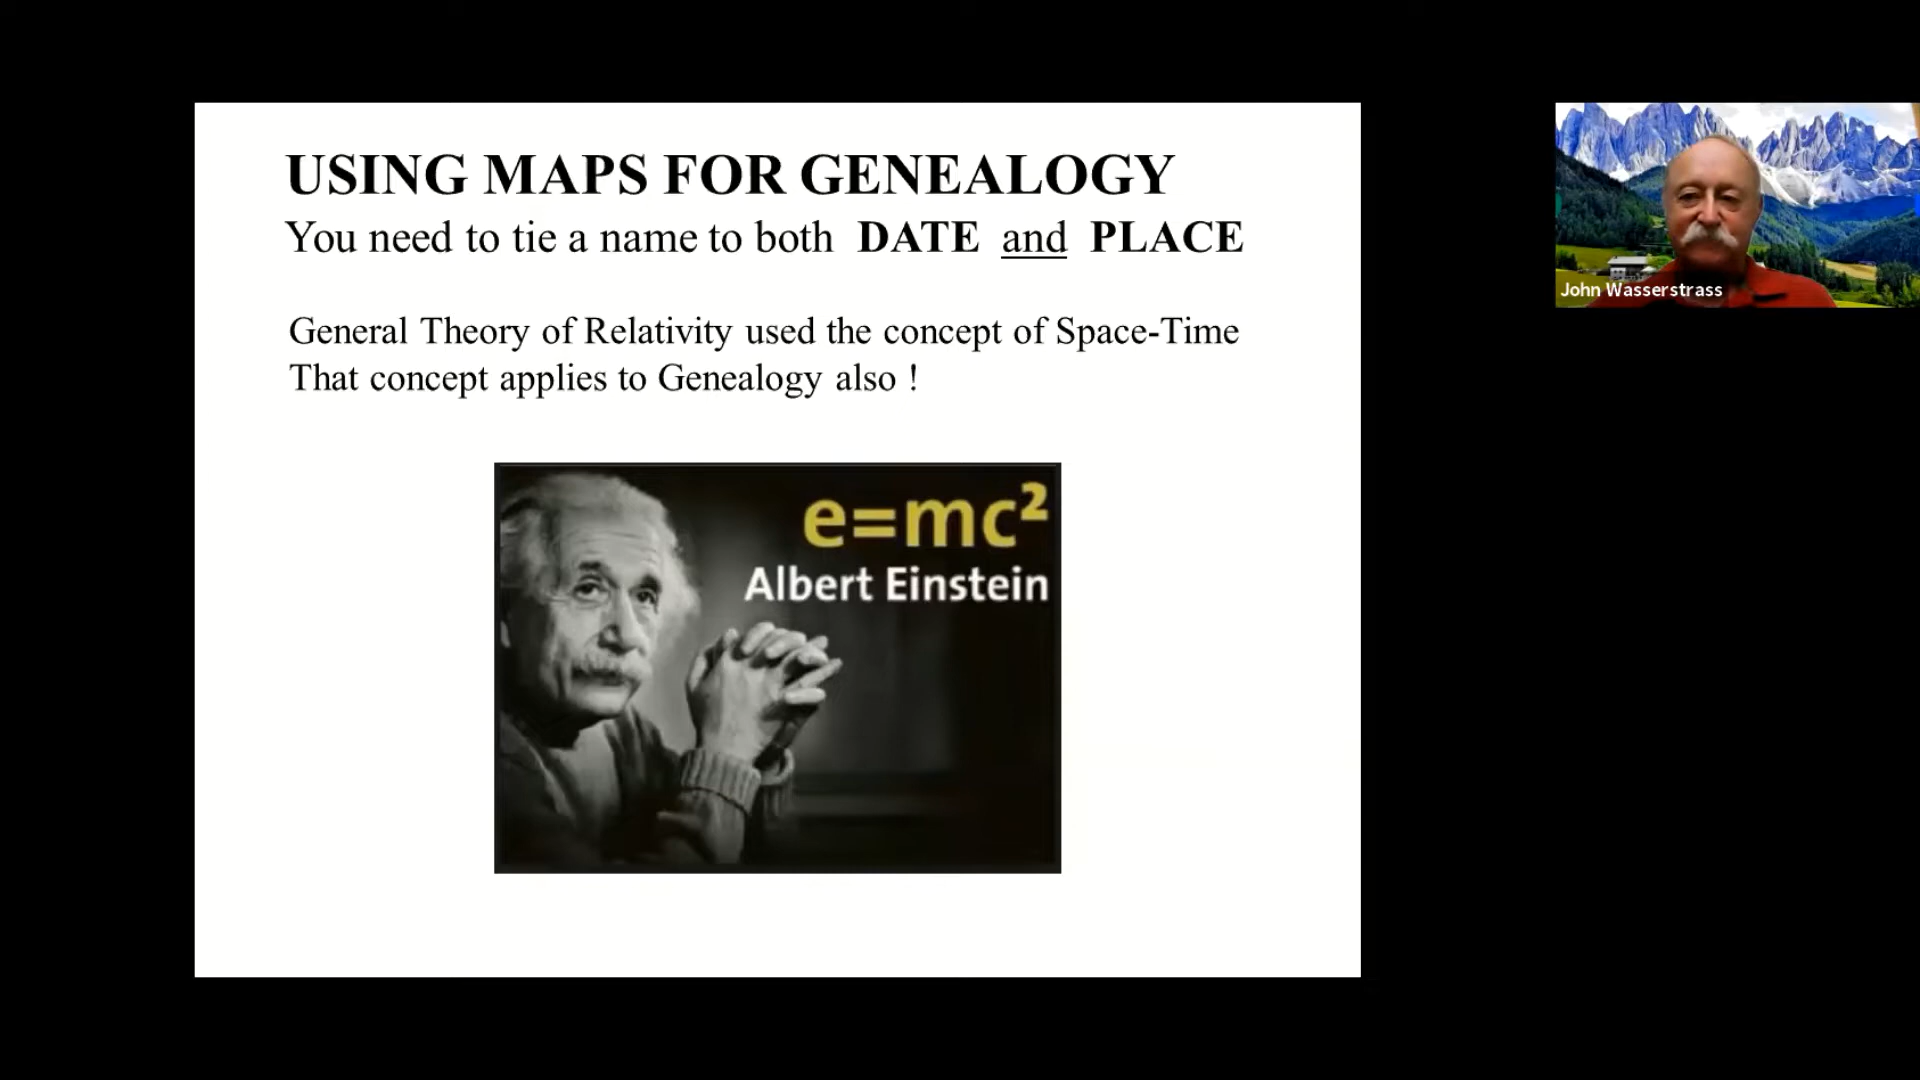 USING MAPS FOR GENEALOGY
You need to tie a name to both DATE and PLACE
General Theory of Relativity used the concept of Space-Time
That concept applies to Genealogy also !
e=mc²
Albert Einstein
John Wasserstrass